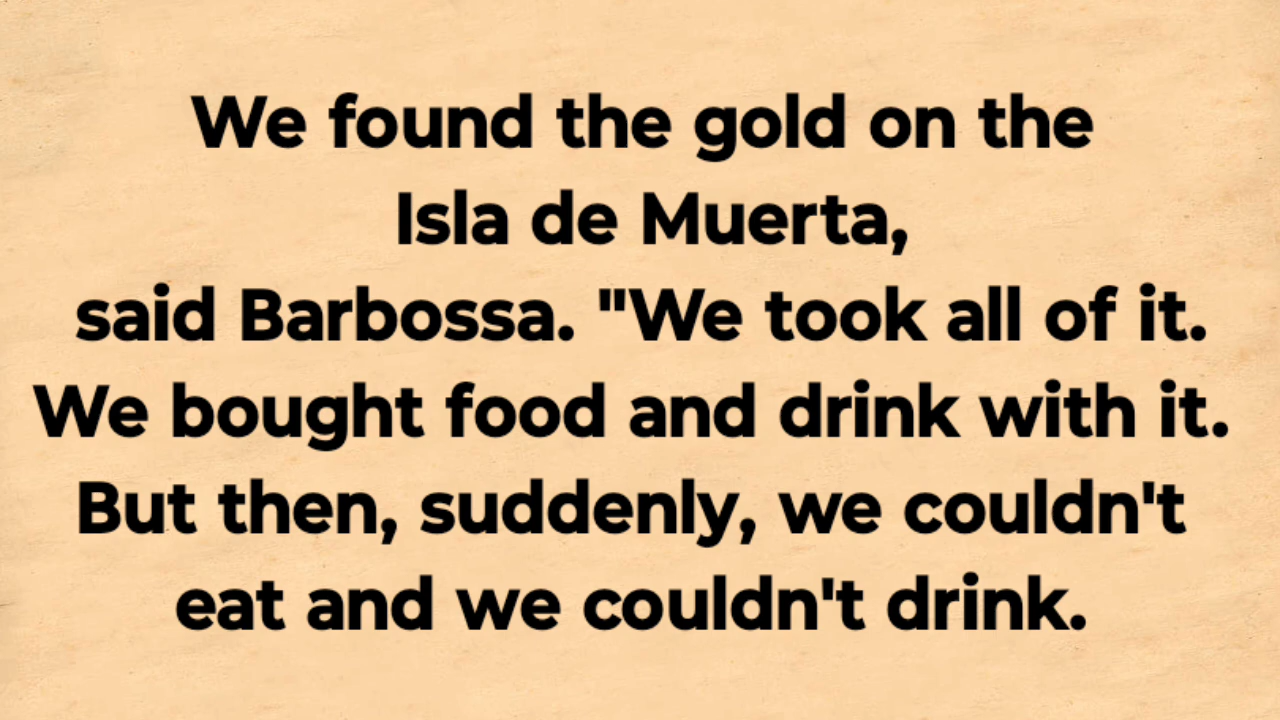 We found the gold on the
Isla de Muerta,
said Barbossa. "We took all of it.
We bought food and drink with it.
But then, suddenly, we couldn't
eat and we couldn't drink.